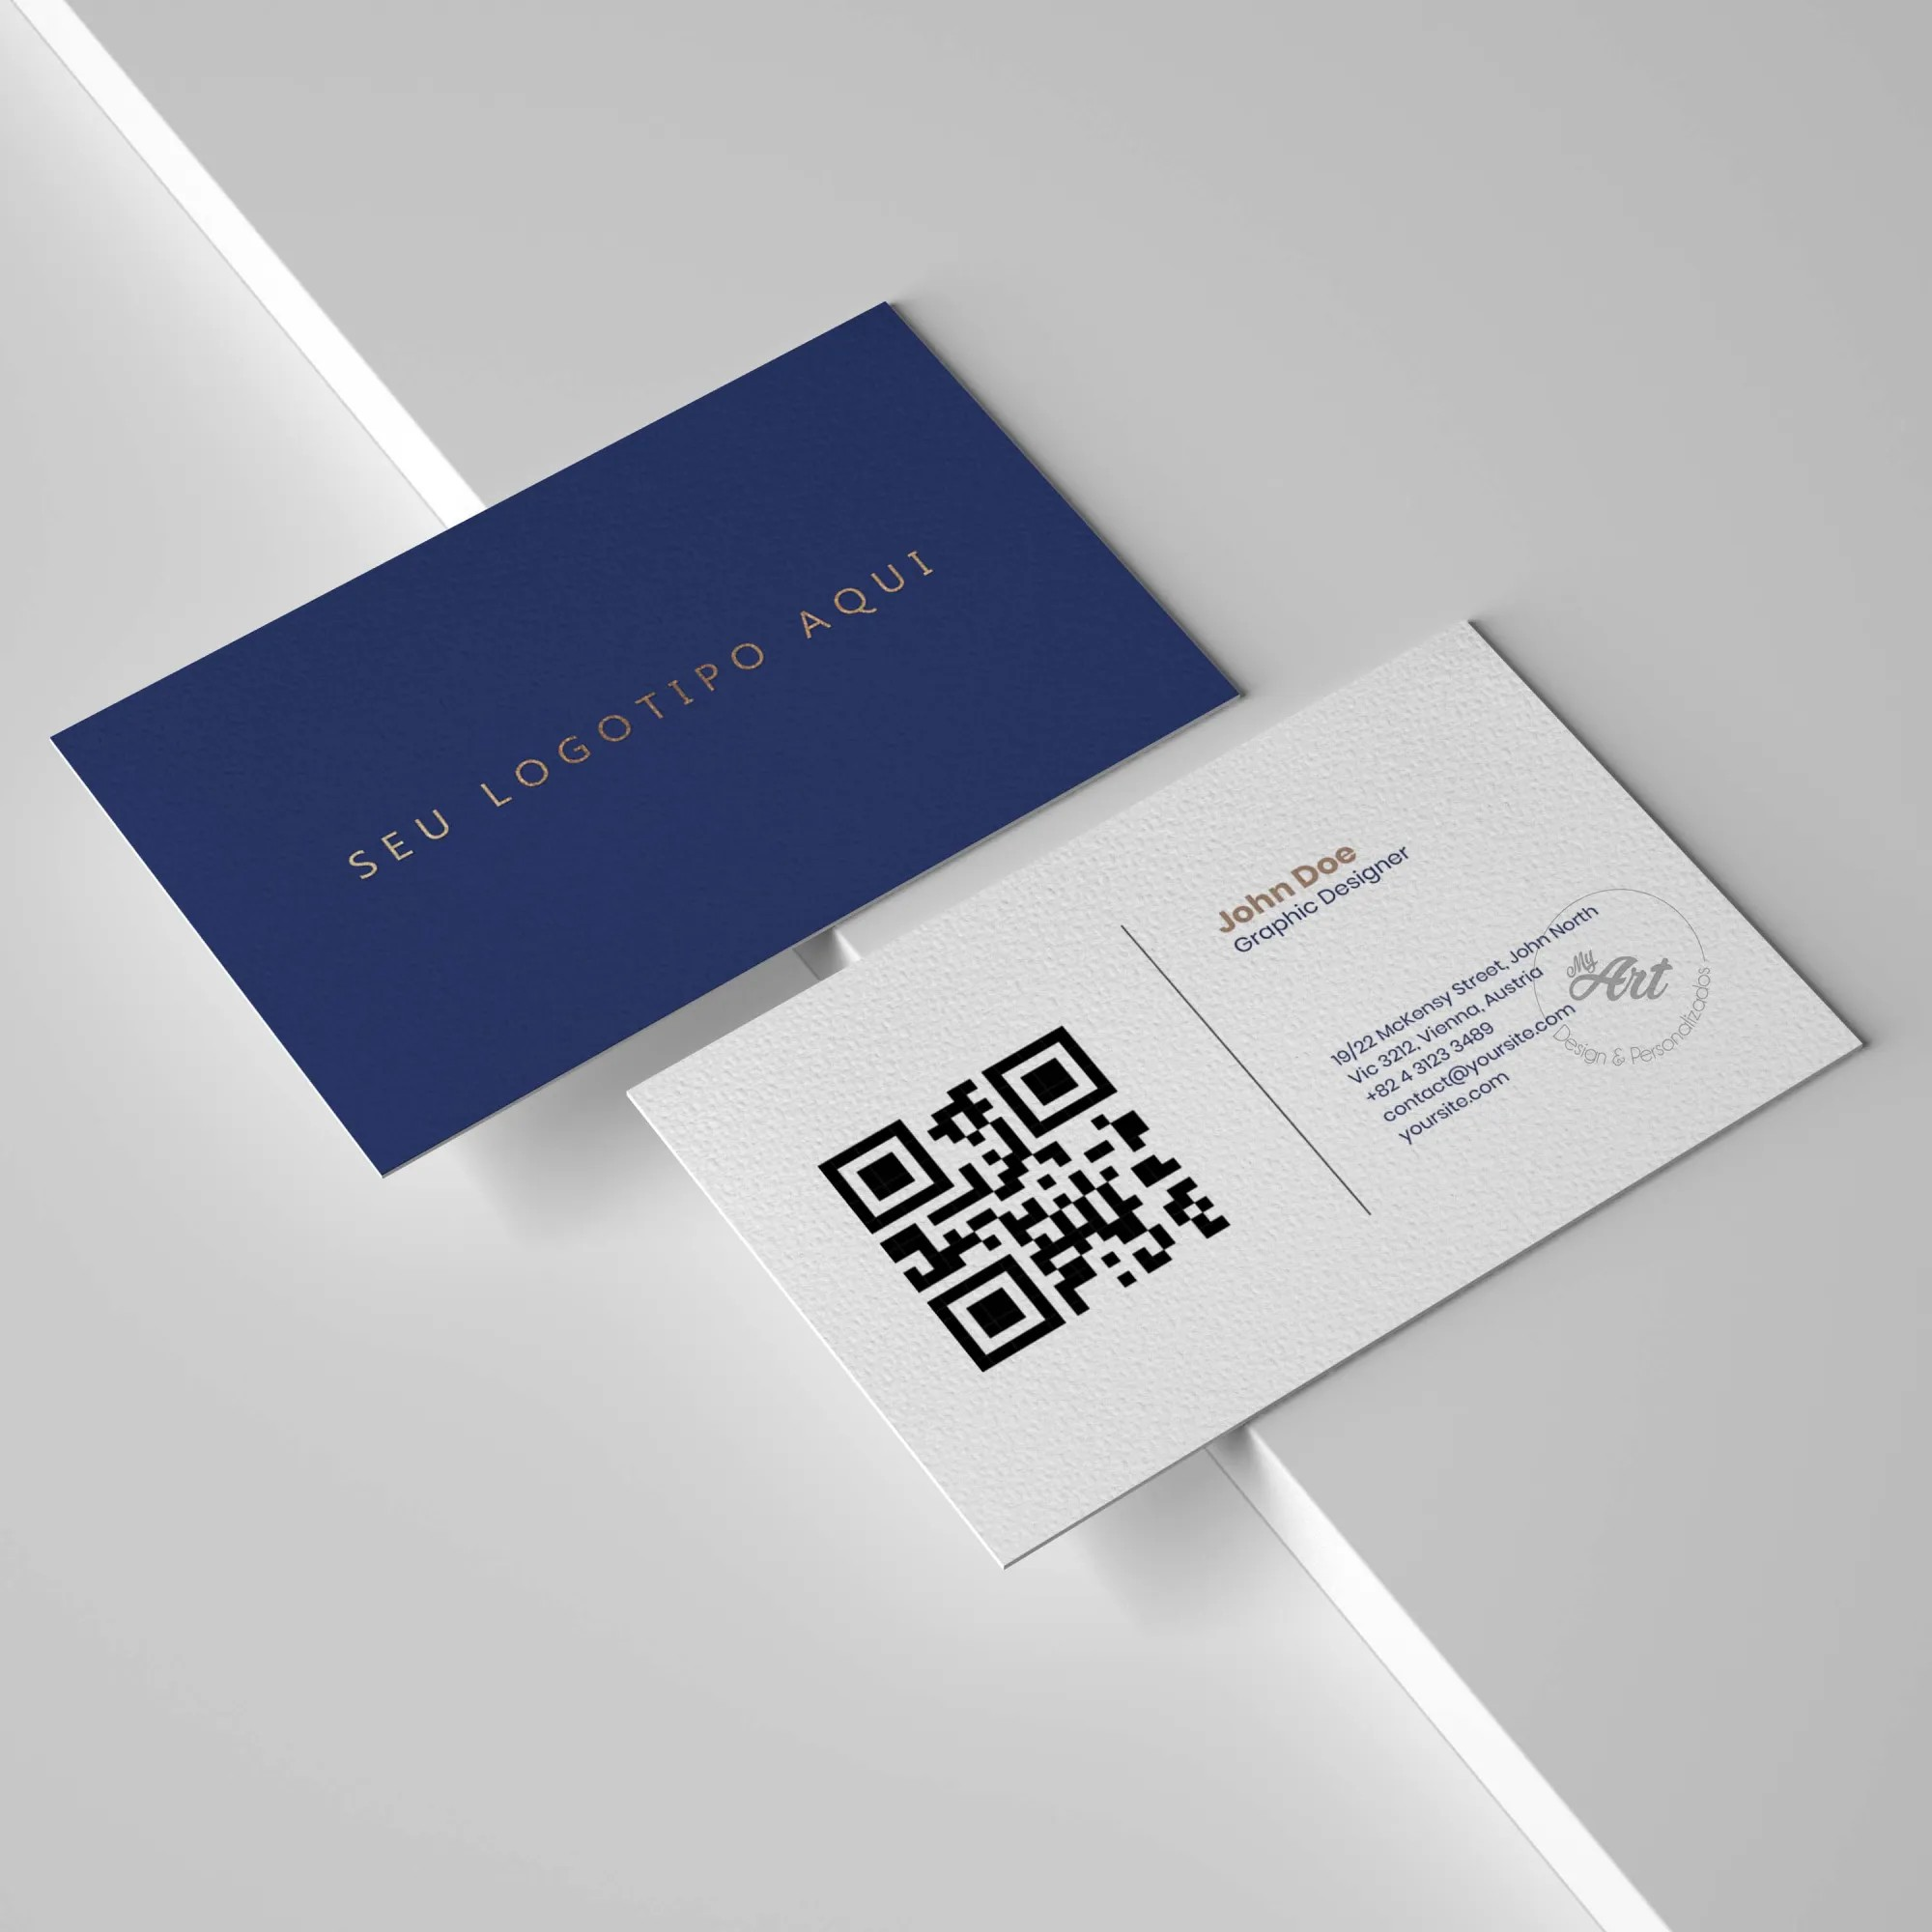 SEU LOGOTIPO AQUI
John Doe
Graphic Designer
19/22 McKensy Street, John North
Vic 3212, Vienna, Austria
+82 4 3123 3489
contact@yoursite.com
yoursite.com
My
Art
Design & Personalizados